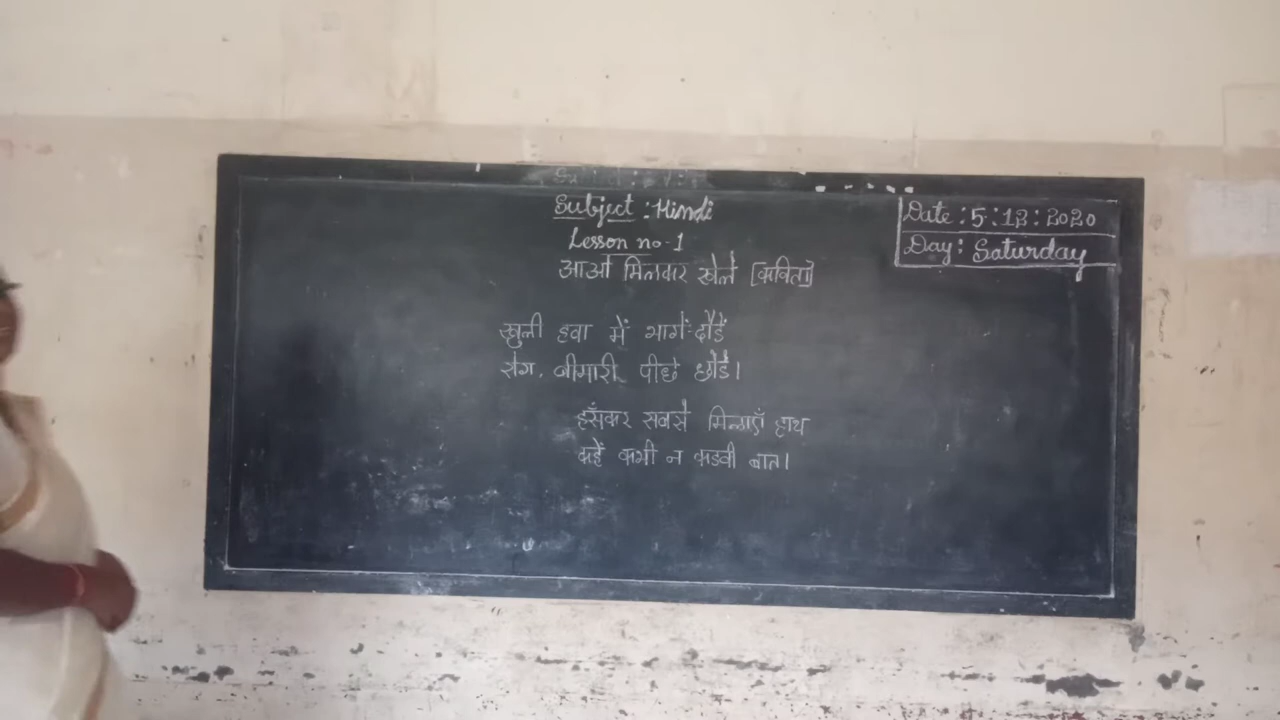 Subject : Hindi
Date : 5 : 12 : 2020
Lesson no - 1
Day : Saturday
आओ मिलकर खेले [कविता]
खुली हवा में भागें-दौडें
रोग, बीमारी पीछे छोडें।
हँसकर सबसे मिलाएँ हाथ
कहें कभी न कडवी बात।